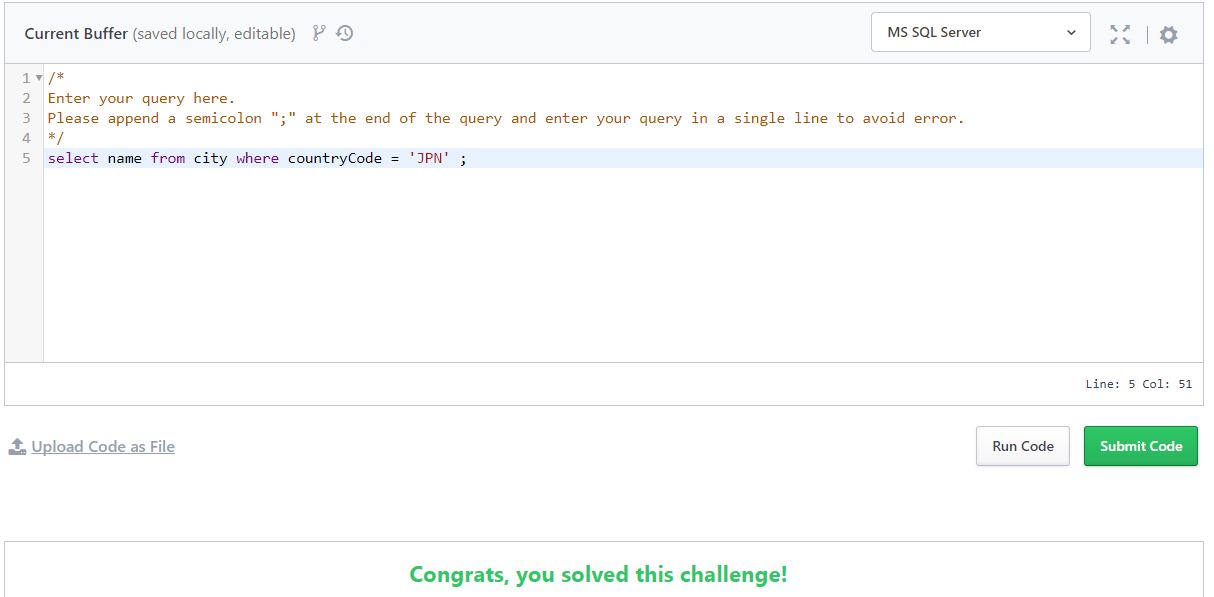 Current Buffer (saved locally, editable)
MS SQL Server
1 /*
2 Enter your query here.
3 Please append a semicolon ";" at the end of the query and enter your query in a single line to avoid error.
4 */
5 select name from city where countryCode = 'JPN' ;
Line: 5 Col: 51
Upload Code as File
Run Code
Submit Code
Congrats, you solved this challenge!